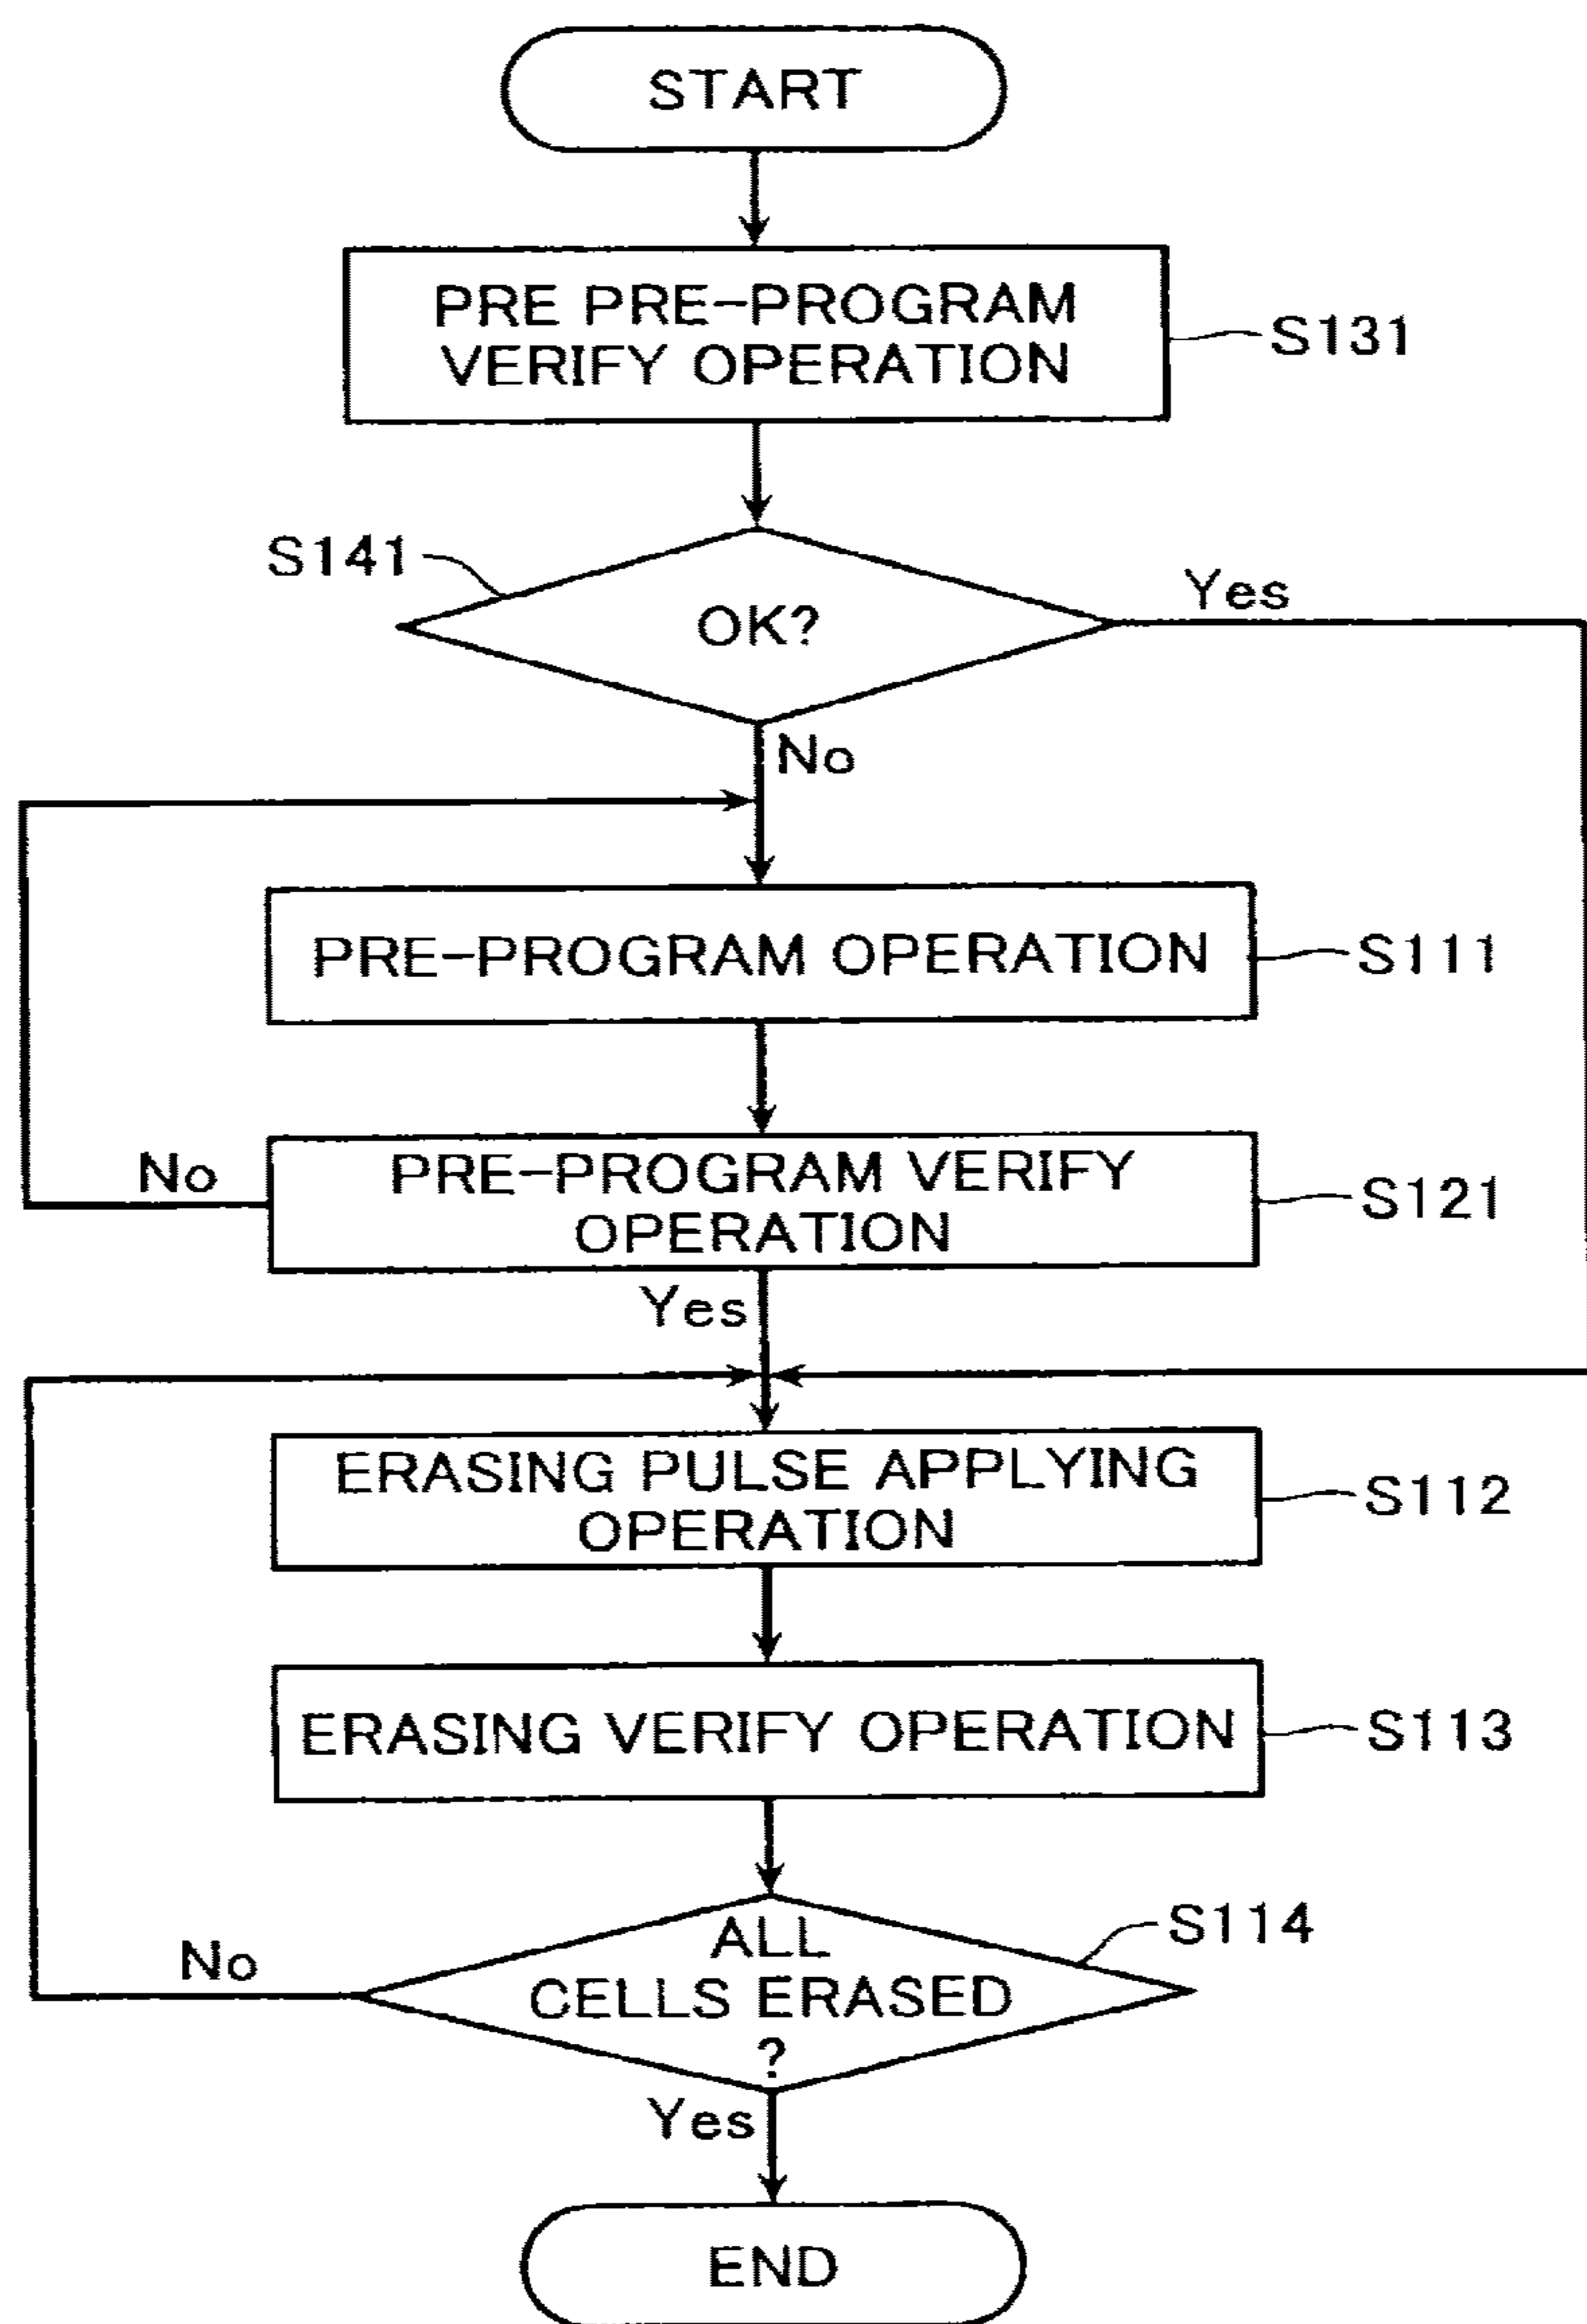 START
PRE PRE-PROGRAM
VERIFY OPERATION
S131
S141
OK?
Yes
No
PRE-PROGRAM OPERATION
S111
No
PRE-PROGRAM VERIFY
OPERATION
S121
Yes
ERASING PULSE APPLYING
OPERATION
S112
ERASING VERIFY OPERATION
S113
ALL
CELLS ERASED
?
S114
No
Yes
END